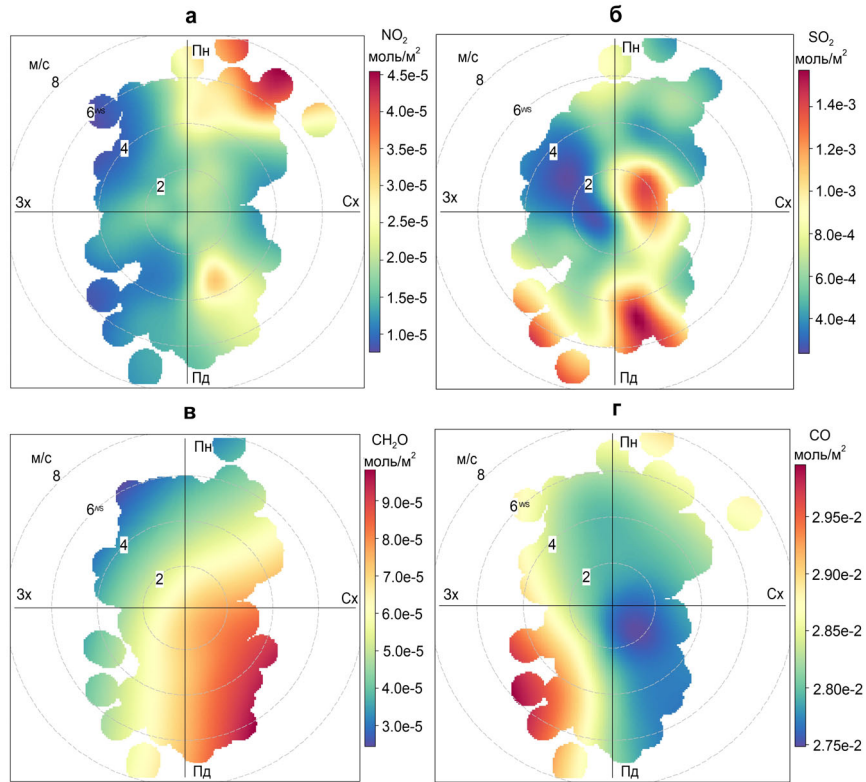 а
NO₂
моль/м²
м/с
8
6ws
4
2
Пн
Зх
Сх
Пд
4.5e-5
4.0e-5
3.5e-5
3.0e-5
2.5e-5
2.0e-5
1.5e-5
1.0e-5
б
SO₂
моль/м²
м/с
8
6ws
4
2
Пн
Зх
Сх
Пд
1.4e-3
1.0e-3
8.0e-4
6.0e-4
4.0e-4
в
CH₂O
моль/м²
м/с
8
6ws
4
2
Пн
Зх
Сх
Пд
9.0e-5
8.0e-5
7.0e-5
6.0e-5
5.0e-5
4.0e-5
3.0e-5
г
CO
моль/м²
м/с
8
6ws
4
2
Пн
Зх
Сх
Пд
2.95e-2
2.90e-2
2.85e-2
2.80e-2
2.75e-2